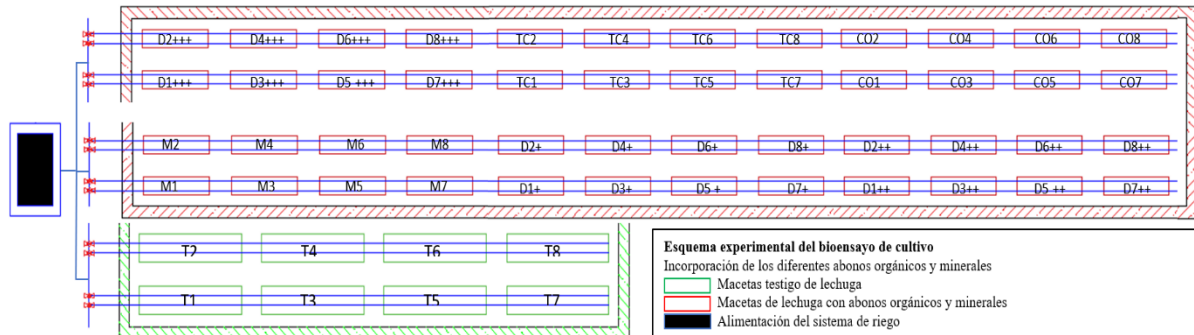 D2+++ D4+++ D6+++ D8+++ TC2 TC4 TC6 TC8 CO2 CO4 CO6 CO8
D1+++ D3+++ D5 +++ D7+++ TC1 TC3 TC5 TC7 CO1 CO3 CO5 CO7
M2 M4 M6 M8 D2+ D4+ D6+ D8+ D2++ D4++ D6++ D8++
M1 M3 M5 M7 D1+ D3+ D5 + D7+ D1++ D3++ D5 ++ D7++
T2 T4 T6 T8
T1 T3 T5 T7
Esquema experimental del bioensayo de cultivo
Incorporación de los diferentes abonos orgánicos y minerales
Macetas testigo de lechuga
Macetas de lechuga con abonos orgánicos y minerales
Alimentación del sistema de riego